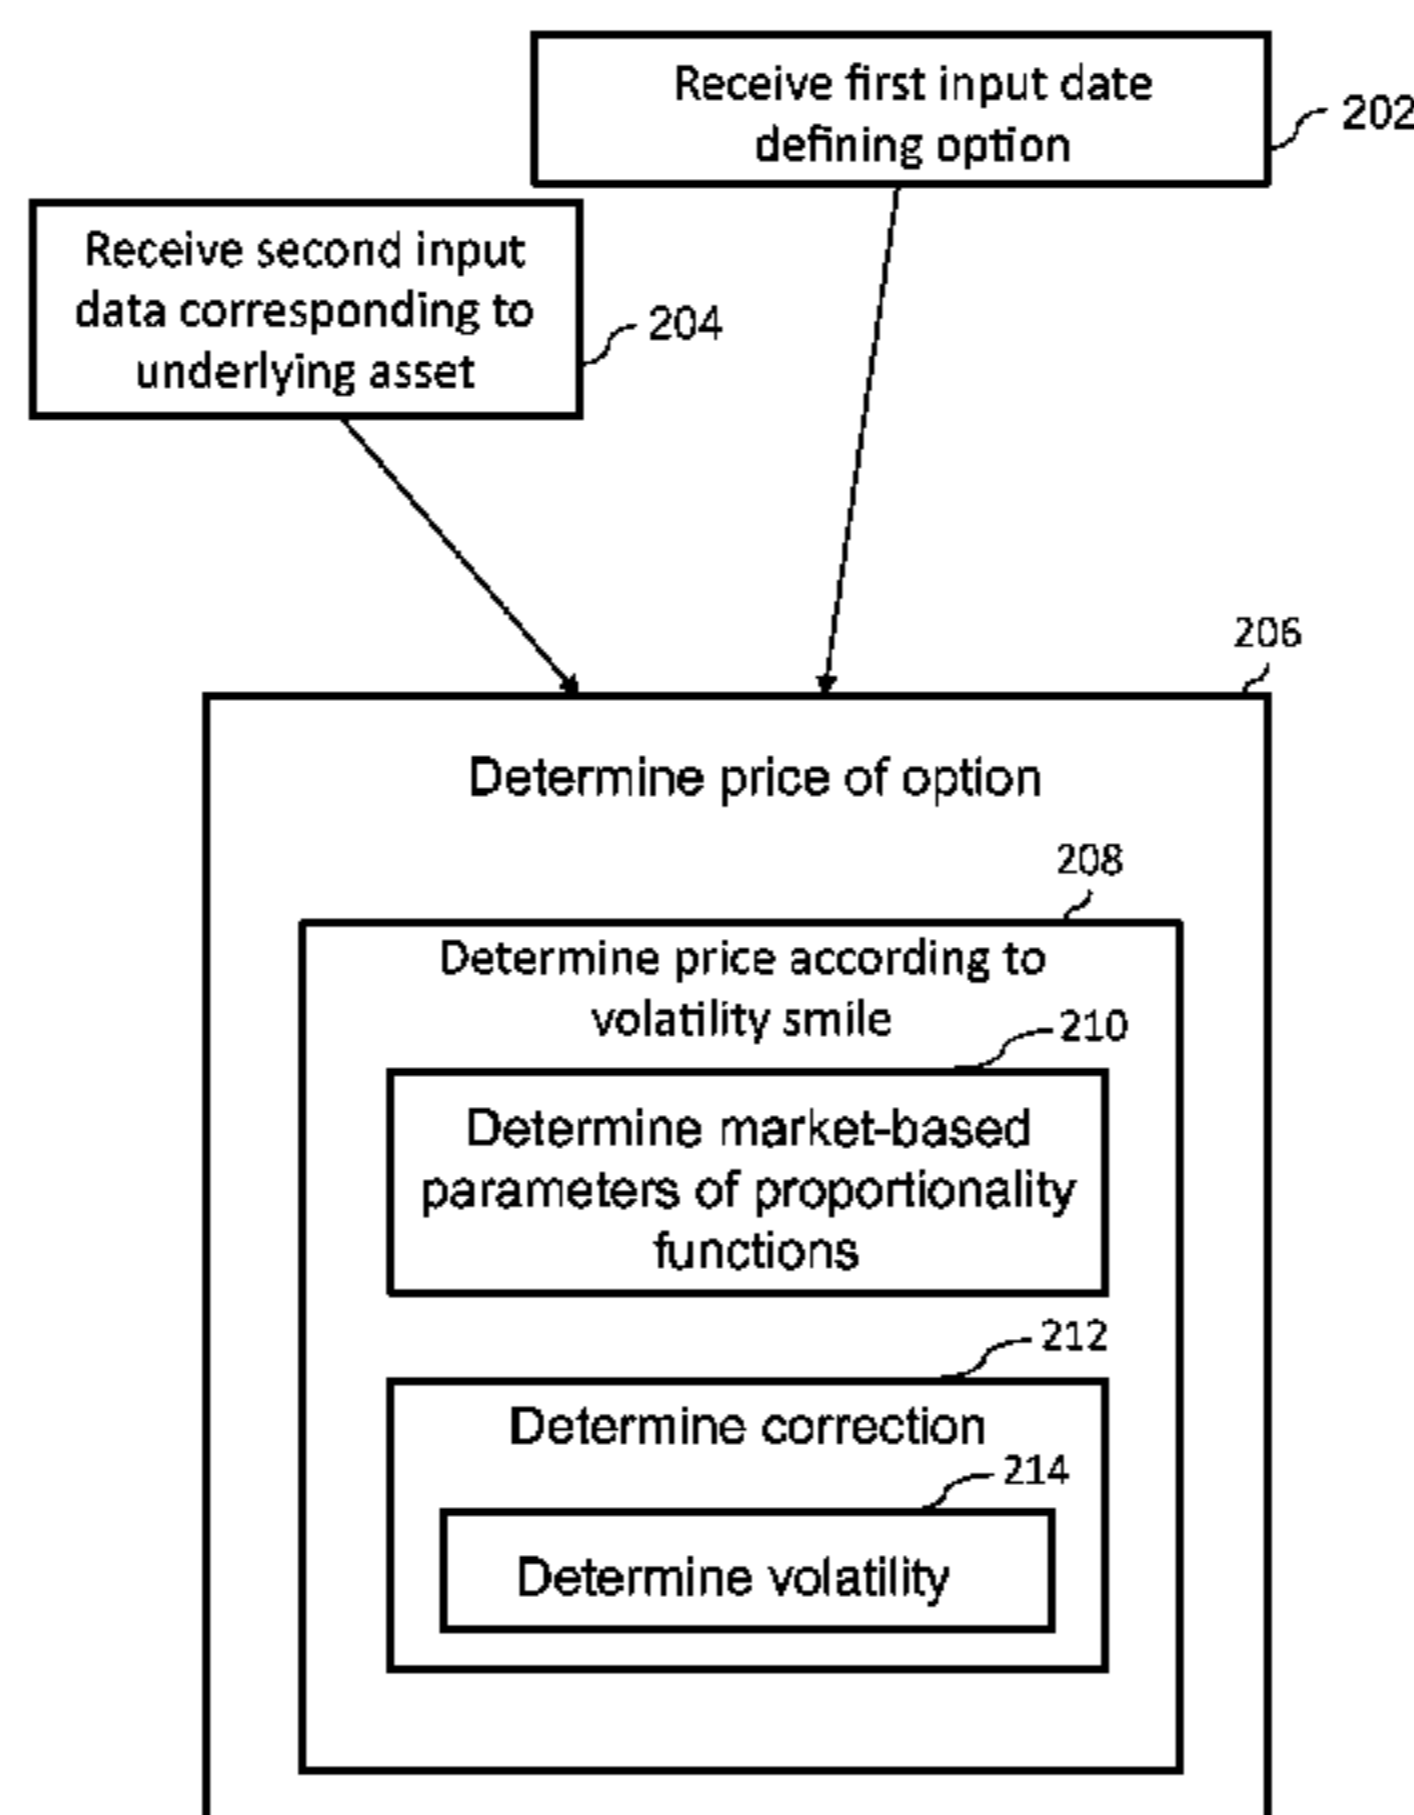 Receive first input date
defining option
202
Receive second input
data corresponding to
underlying asset
204
206
Determine price of option
208
Determine price according to
volatility smile
210
Determine market-based
parameters of proportionality
functions
212
Determine correction
214
Determine volatility